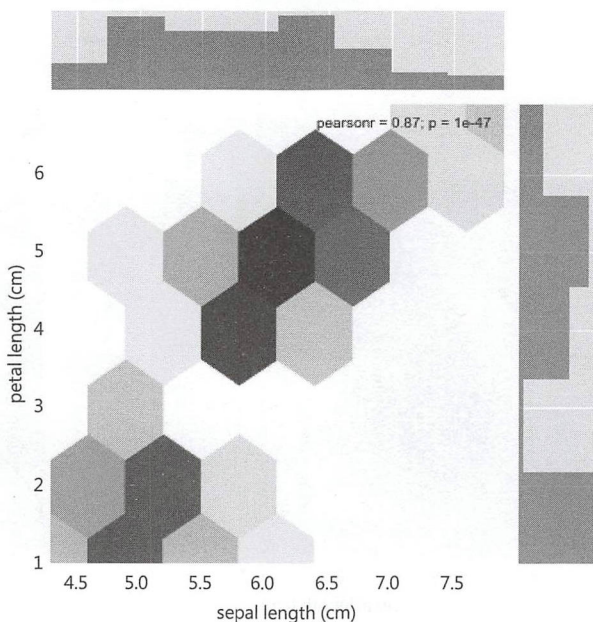 pearsonr = 0.87; p = 1e-47
6
5
4
3
2
1
petal length (cm)
4.5 5.0 5.5 6.0 6.5 7.0 7.5
sepal length (cm)